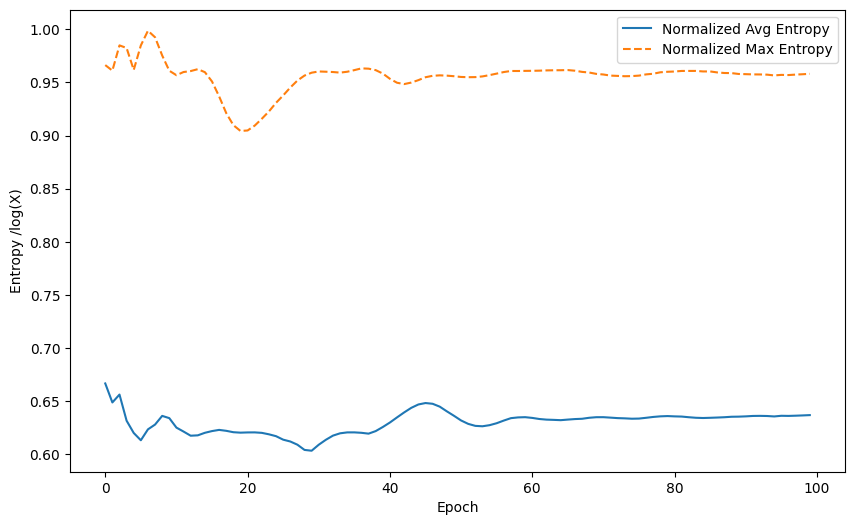 Normalized Avg Entropy
Normalized Max Entropy
1.00
0.95
0.90
0.85
0.80
0.75
0.70
0.65
0.60
Entropy /log(X)
0 20 40 60 80 100
Epoch